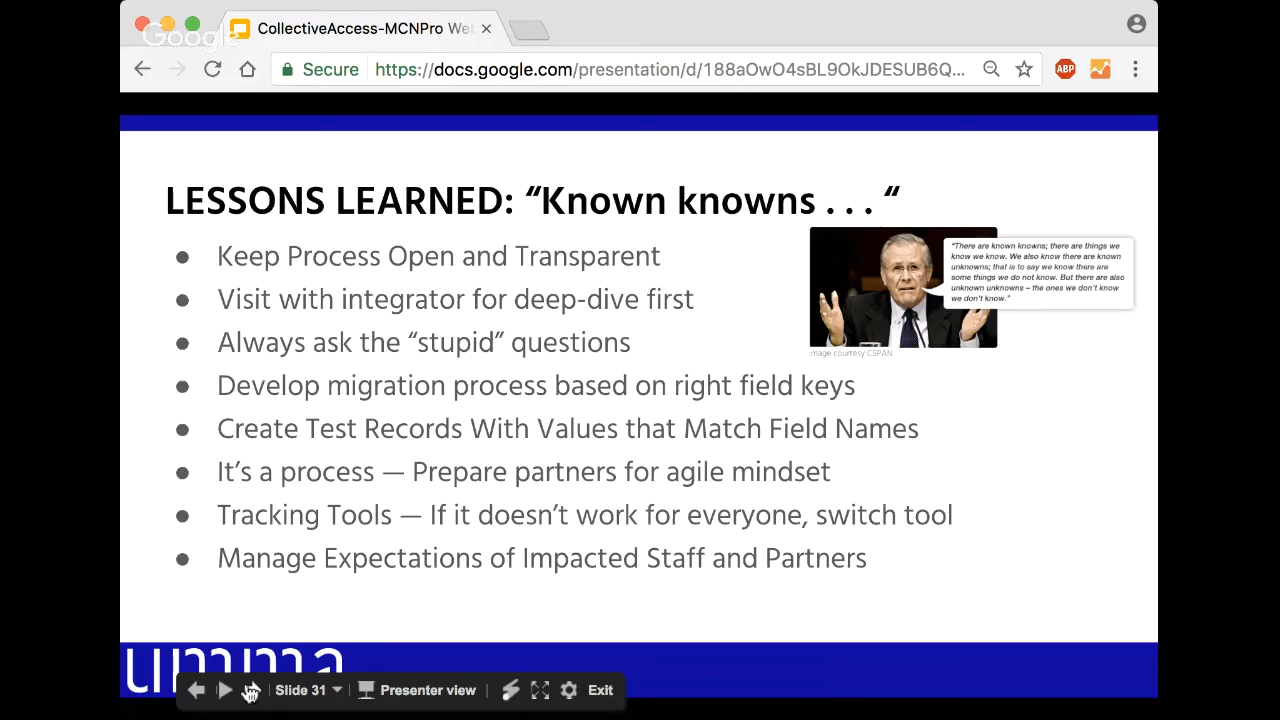 Google
CollectiveAccess-MCNPro We
Secure https://docs.google.com/presentation/d/188aOwO4sBL9OkJDESUB6Q...
ABP
LESSONS LEARNED: “Known knowns . . . “
● Keep Process Open and Transparent
● Visit with integrator for deep-dive first
● Always ask the “stupid” questions
● Develop migration process based on right field keys
● Create Test Records With Values that Match Field Names
● It’s a process — Prepare partners for agile mindset
● Tracking Tools — If it doesn’t work for everyone, switch tool
● Manage Expectations of Impacted Staff and Partners
“There are known knowns; there are things we
know we know. We also know there are known
unknowns; that is to say we know there are
some things we do not know. But there are also
unknown unknowns – the ones we don’t know
we don’t know.”
mage courtesy CSPAN
Slide 31
Presenter view
Exit